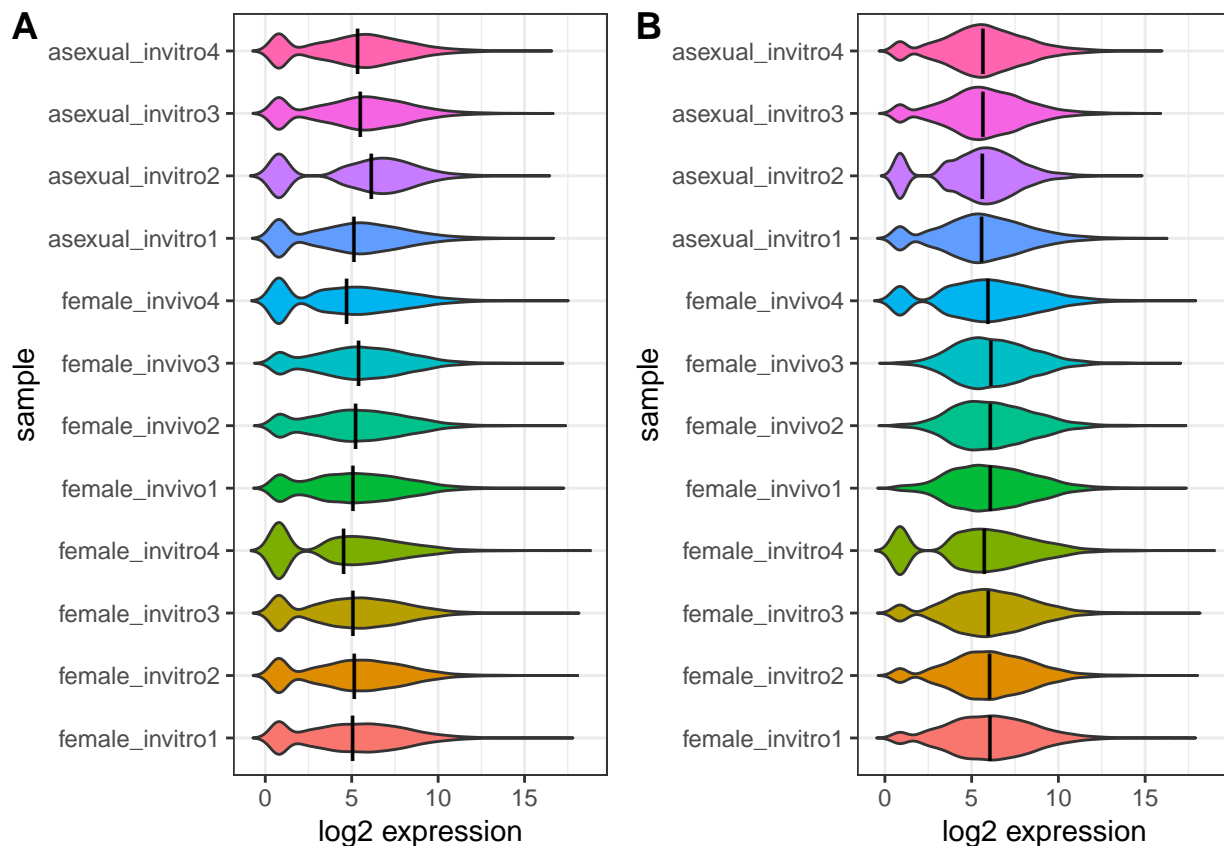 A
sample
asexual_invitro4
asexual_invitro3
asexual_invitro2
asexual_invitro1
female_invivo4
female_invivo3
female_invivo2
female_invivo1
female_invitro4
female_invitro3
female_invitro2
female_invitro1
0 5 10 15
log2 expression
B
sample
asexual_invitro4
asexual_invitro3
asexual_invitro2
asexual_invitro1
female_invivo4
female_invivo3
female_invivo2
female_invivo1
female_invitro4
female_invitro3
female_invitro2
female_invitro1
0 5 10 15
log2 expression